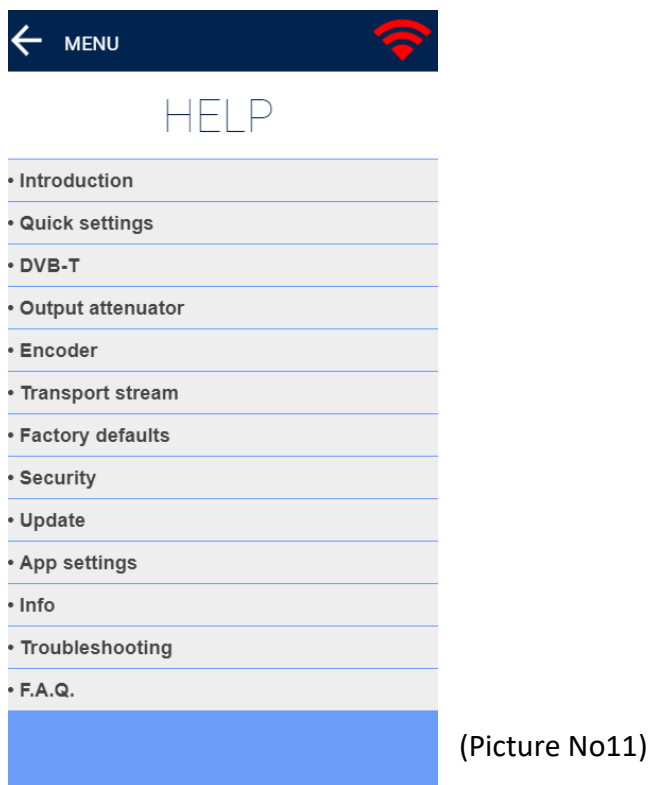 MENU
HELP
• Introduction
• Quick settings
• DVB-T
• Output attenuator
• Encoder
• Transport stream
• Factory defaults
• Security
• Update
• App settings
• Info
• Troubleshooting
• F.A.Q.
(Picture No11)